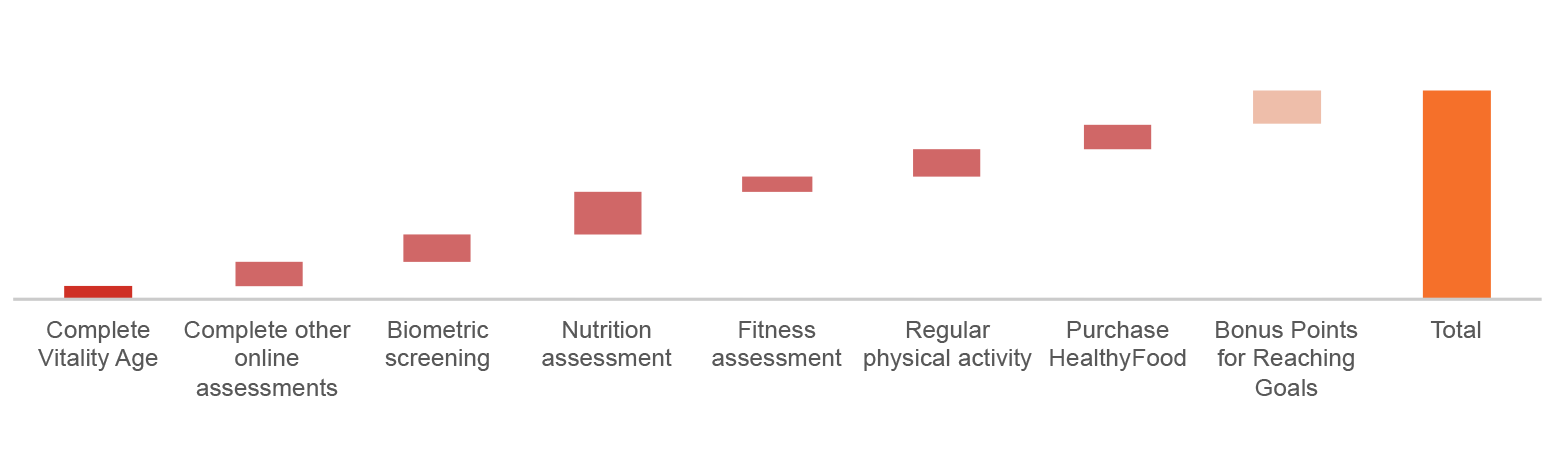 Complete
Vitality Age
Complete other
online
assessments
Biometric
screening
Nutrition
assessment
Fitness
assessment
Regular
physical activity
Purchase
HealthyFood
Bonus Points
for Reaching
Goals
Total